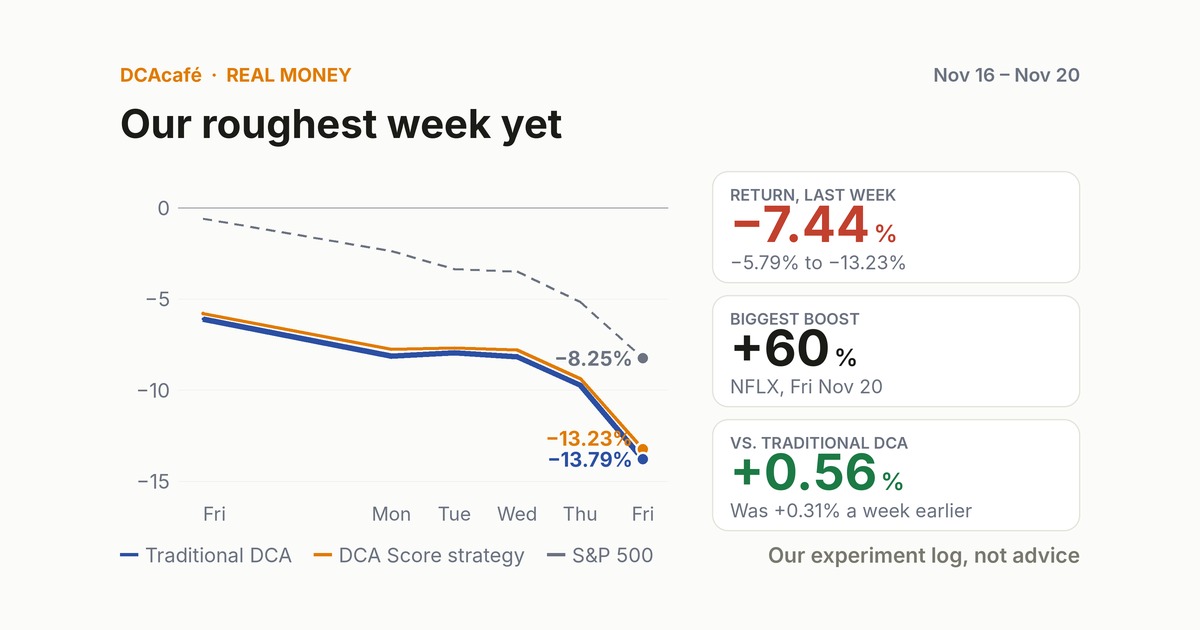 DCAcafé · REAL MONEY
Nov 16 – Nov 20
Our roughest week yet
0
−5
−10
−15
−8.25%
−13.23%
−13.79%
Fri Mon Tue Wed Thu Fri
Traditional DCA DCA Score strategy S&P 500
RETURN, LAST WEEK
−7.44 %
−5.79% to −13.23%
BIGGEST BOOST
+60 %
NFLX, Fri Nov 20
VS. TRADITIONAL DCA
+0.56 %
Was +0.31% a week earlier
Our experiment log, not advice